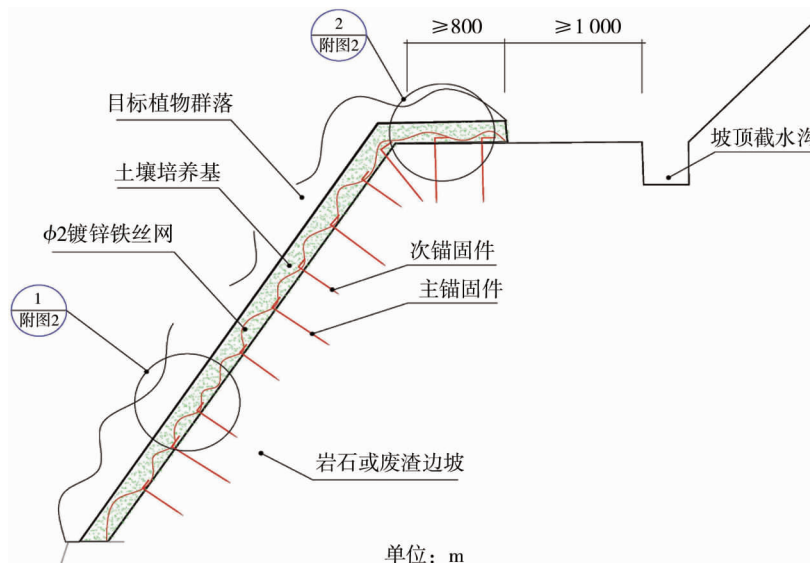 2
附图2
≥800
≥1 000
目标植物群落
坡顶截水沟
土壤培养基
ϕ2镀锌铁丝网
次锚固件
主锚固件
1
附图2
岩石或废渣边坡
单位：m